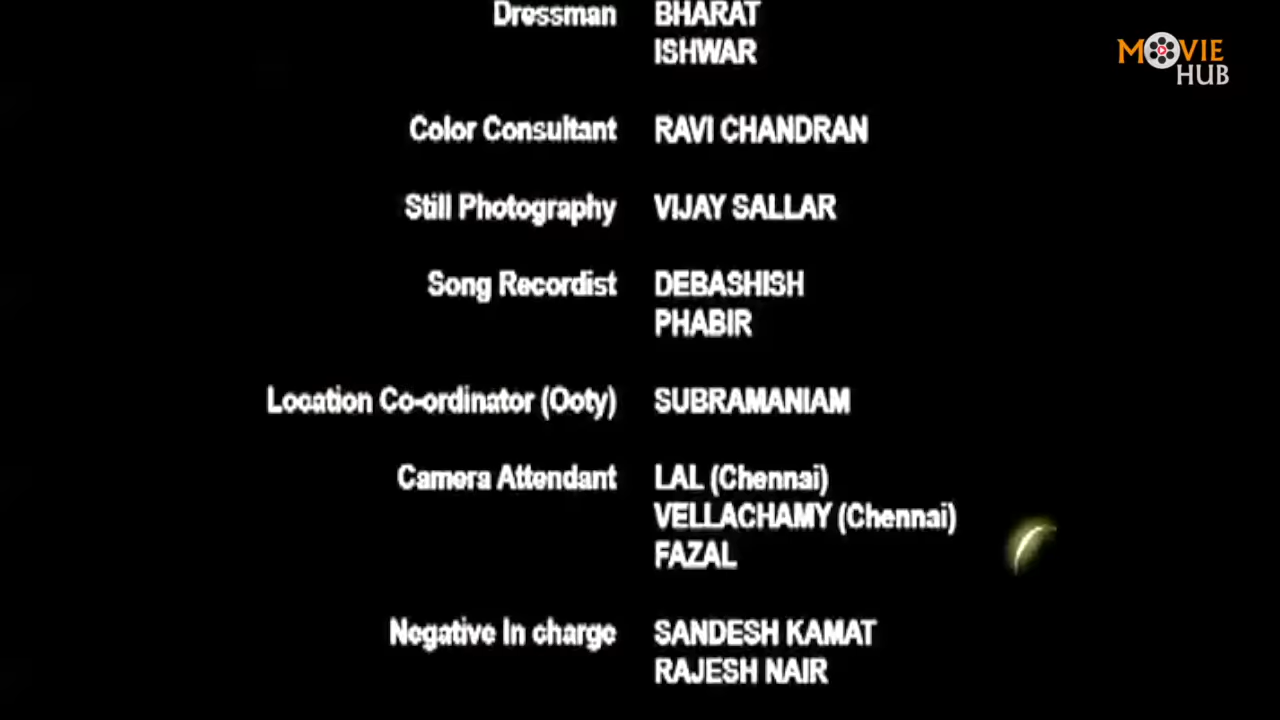 Dressman BHARAT
ISHWAR
MOVIE
HUB
Color Consultant RAVI CHANDRAN
Still Photography VIJAY SALLAR
Song Recordist DEBASHISH
PHABIR
Location Co-ordinator (Ooty) SUBRAMANIAM
Camera Attendant LAL (Chennai)
VELLACHAMY (Chennai)
FAZAL
Negative In charge SANDESH KAMAT
RAJESH NAIR